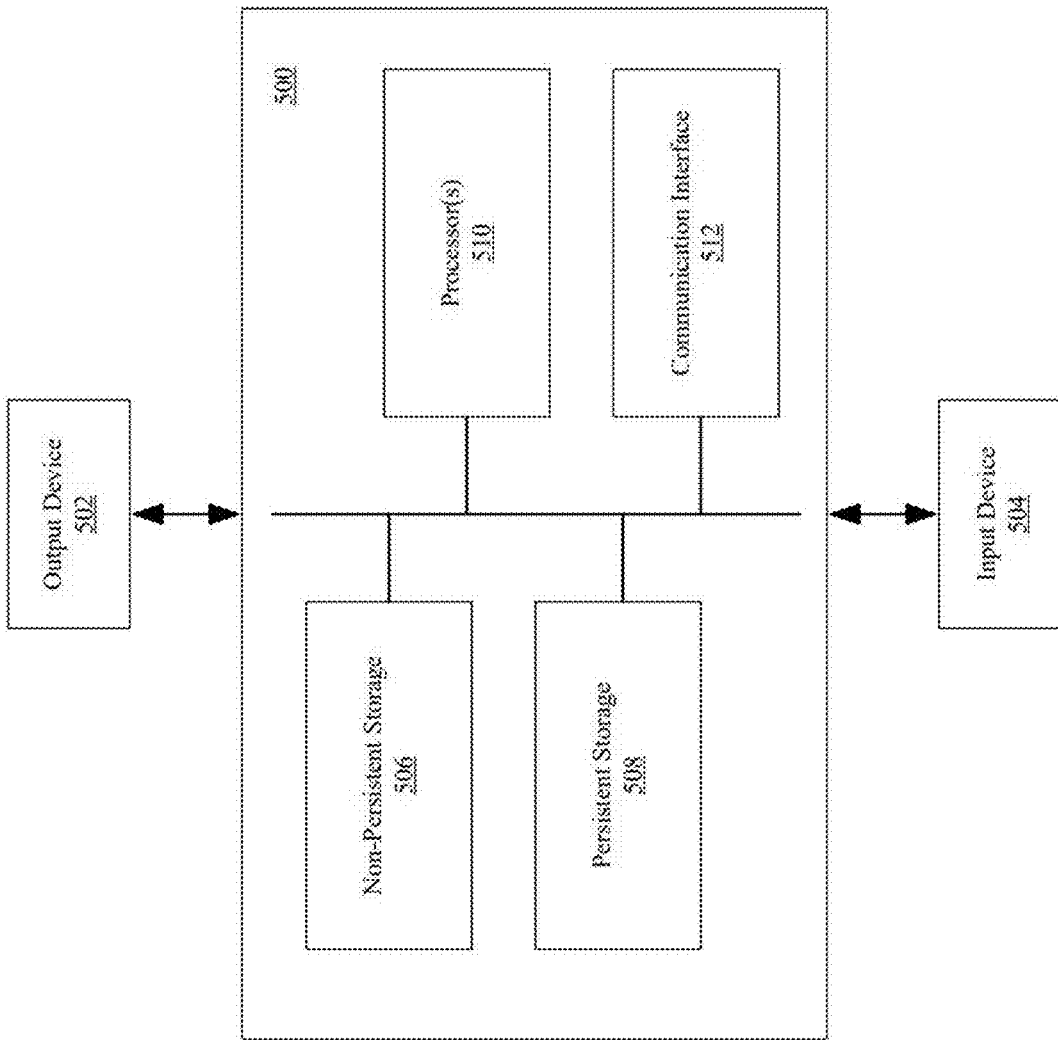 Output Device
502
500
Non-Persistent Storage
506
Processor(s)
510
Persistent Storage
508
Communication Interface
512
Input Device
504